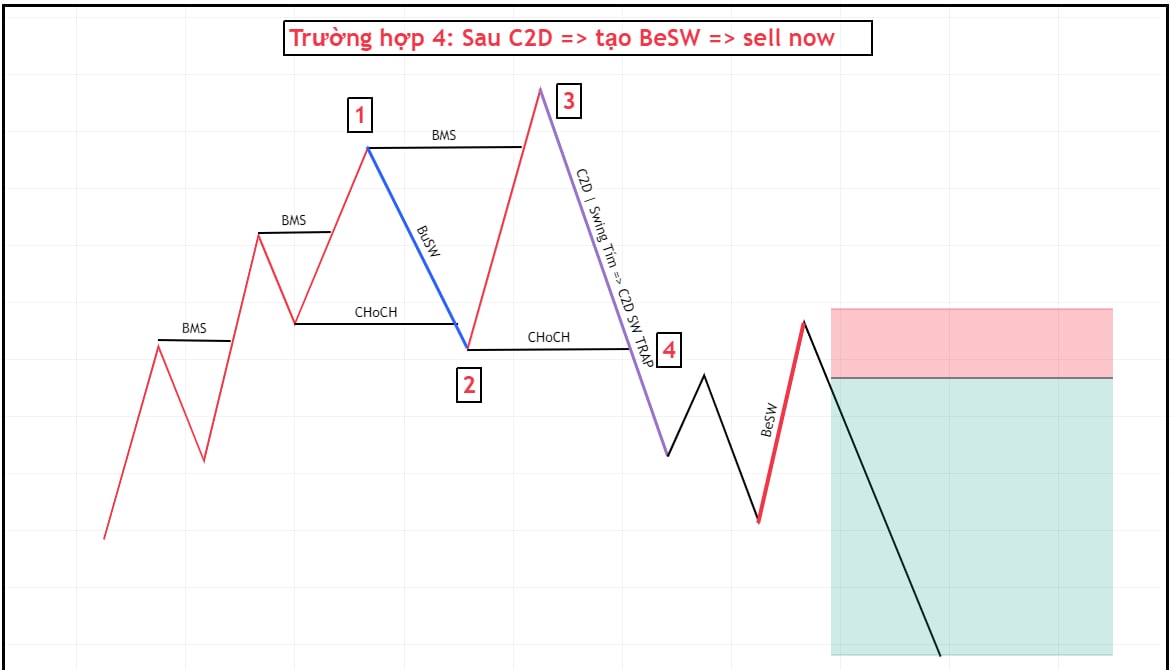 Trường hợp 4: Sau C2D => tạo BeSW => sell now
1
BMS
3
BMS
BuSW
C2D | Swing Tím => C2D SW TRAP
BMS
CHoCH
CHoCH
4
2
BeSW